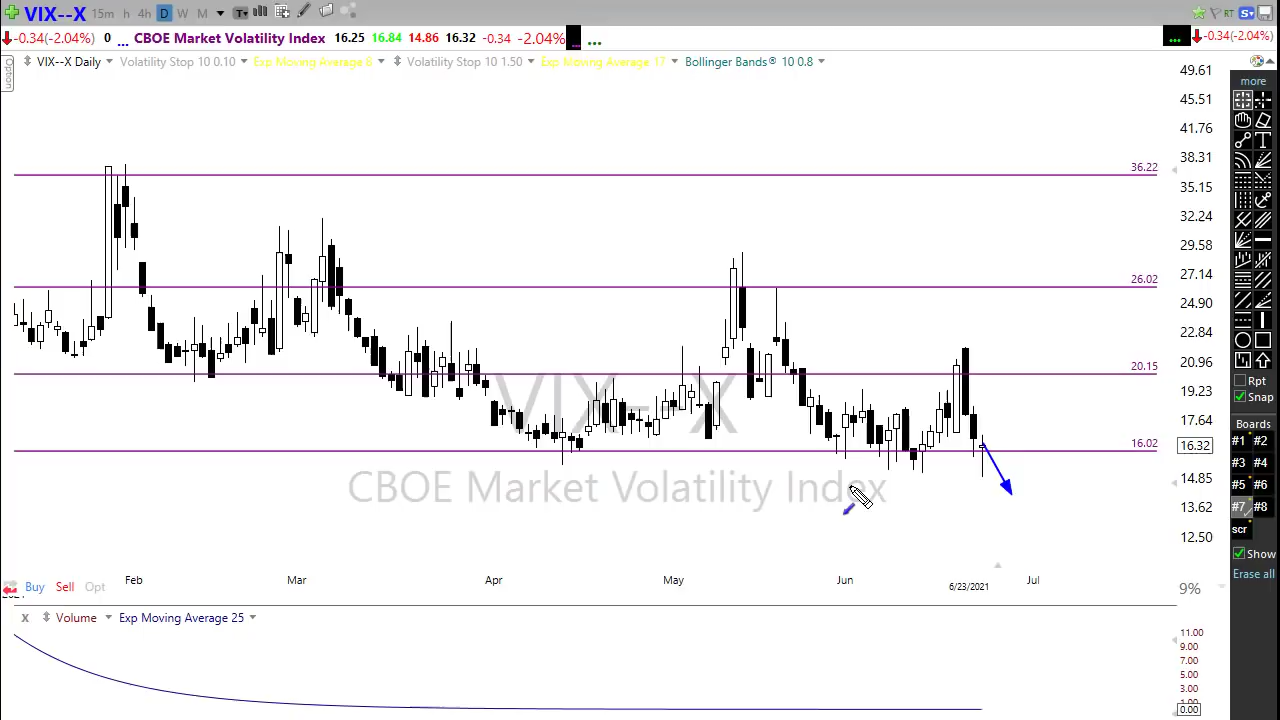 VIX--X 15m h 4h D W M T RT S
-0.34(-2.04%) 0 ... CBOE Market Volatility Index 16.25 16.84 14.86 16.32 -0.34 -2.04% ... ... -0.34(-2.04%)
Option
VIX--X Daily Volatility Stop 10 0.10 Exp Moving Average 8 Volatility Stop 10 1.50 Exp Moving Average 17 Bollinger Bands® 10 0.8
49.61
45.51
41.76
38.31
36.22
35.15
32.24
29.58
26.02
27.14
24.90
22.84
20.15
20.96
19.23
VIX--X
17.64
16.02
16.32
CBOE Market Volatility Index
14.85
13.62
12.50
Feb Mar Apr May Jun Jul
6/23/2021
Buy Sell Opt
9%
x Volume Exp Moving Average 25
11.00
9.00
7.00
5.00
3.00
1.00
0.00
more
T
Rpt
Snap
Boards
#1 #2
#3 #4
#5 #6
#7 #8
scr
Show
Erase all